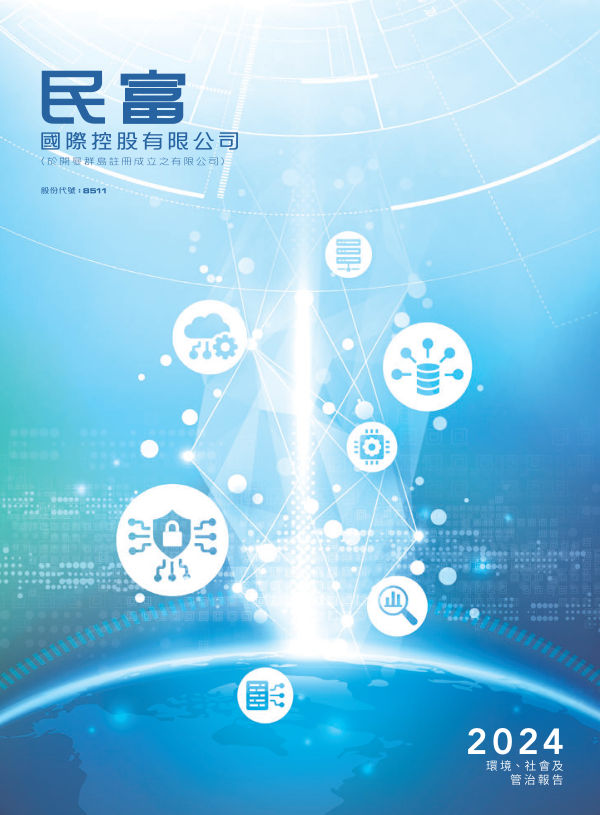 民富
國際控股有限公司
(於開曼群島註冊成立之有限公司)
股份代號：8511
2024
環境、社會及
管治報告